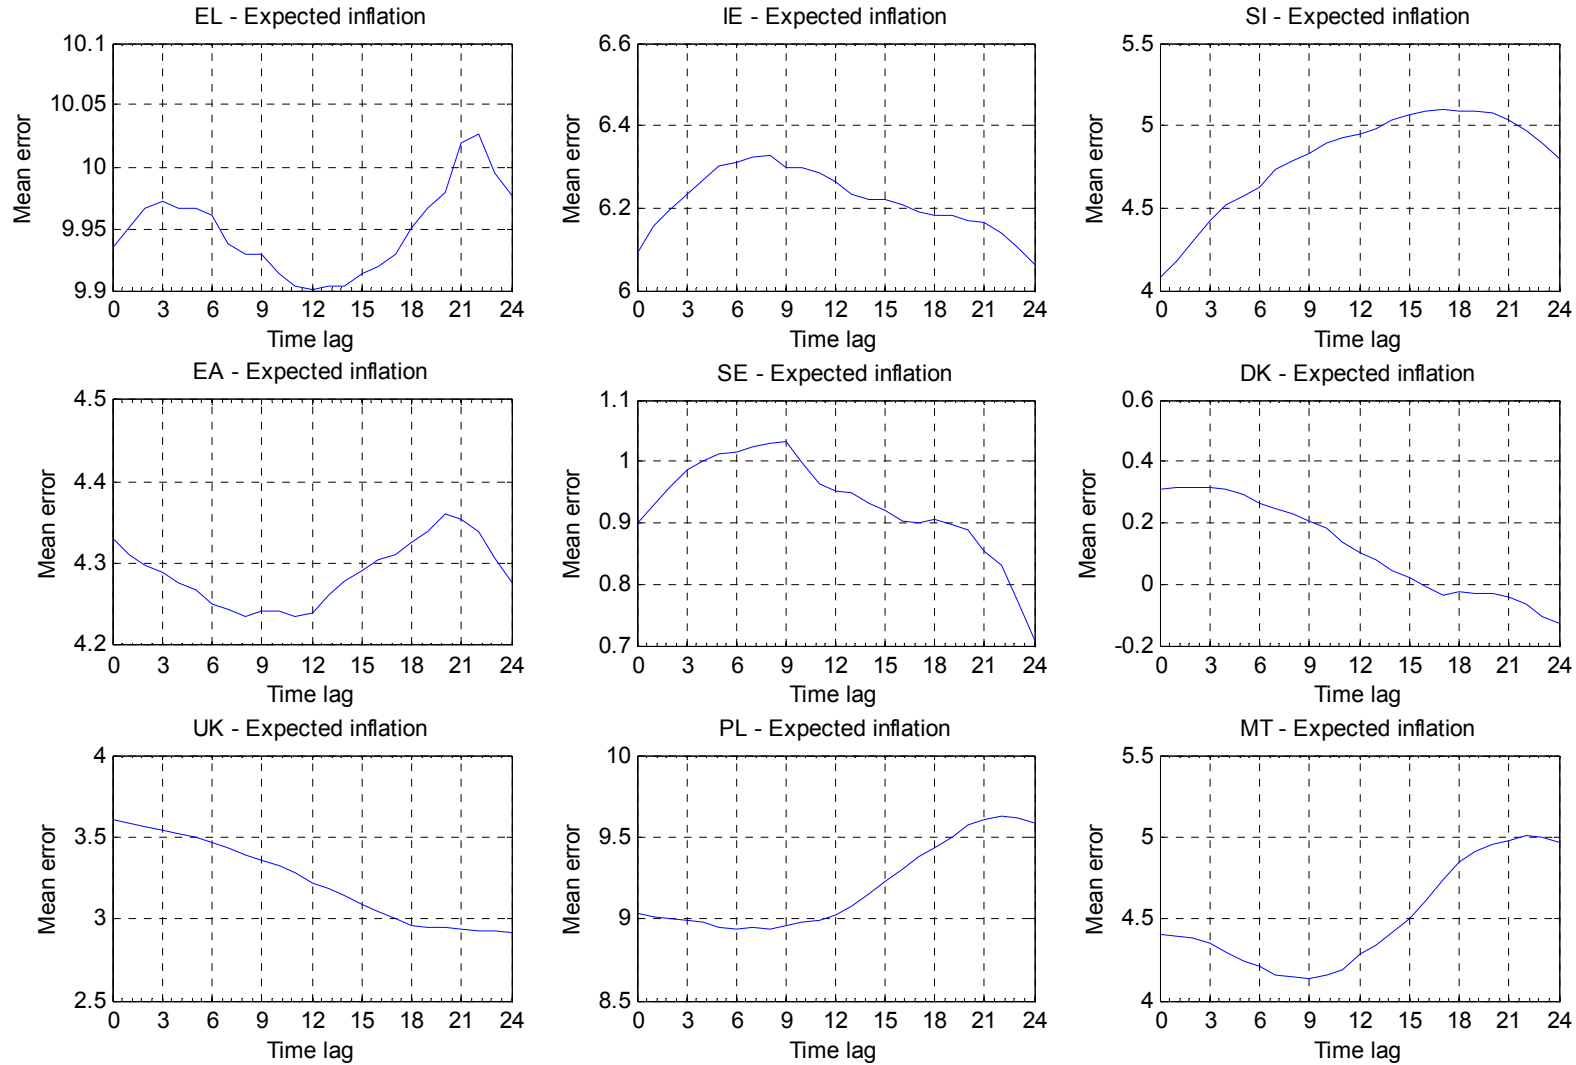 EL - Expected inflation
10.1
10.05
10
9.95
9.9
Mean error
0 3 6 9 12 15 18 21 24
Time lag
IE - Expected inflation
6.6
6.4
6.2
6
Mean error
0 3 6 9 12 15 18 21 24
Time lag
SI - Expected inflation
5.5
5
4.5
4
Mean error
0 3 6 9 12 15 18 21 24
Time lag
EA - Expected inflation
4.5
4.4
4.3
4.2
Mean error
0 3 6 9 12 15 18 21 24
Time lag
SE - Expected inflation
1.1
1
0.9
0.8
0.7
Mean error
0 3 6 9 12 15 18 21 24
Time lag
DK - Expected inflation
0.6
0.4
0.2
0
-0.2
Mean error
0 3 6 9 12 15 18 21 24
Time lag
UK - Expected inflation
4
3.5
3
2.5
Mean error
0 3 6 9 12 15 18 21 24
Time lag
PL - Expected inflation
10
9.5
9
8.5
Mean error
0 3 6 9 12 15 18 21 24
Time lag
MT - Expected inflation
5.5
5
4.5
4
Mean error
0 3 6 9 12 15 18 21 24
Time lag